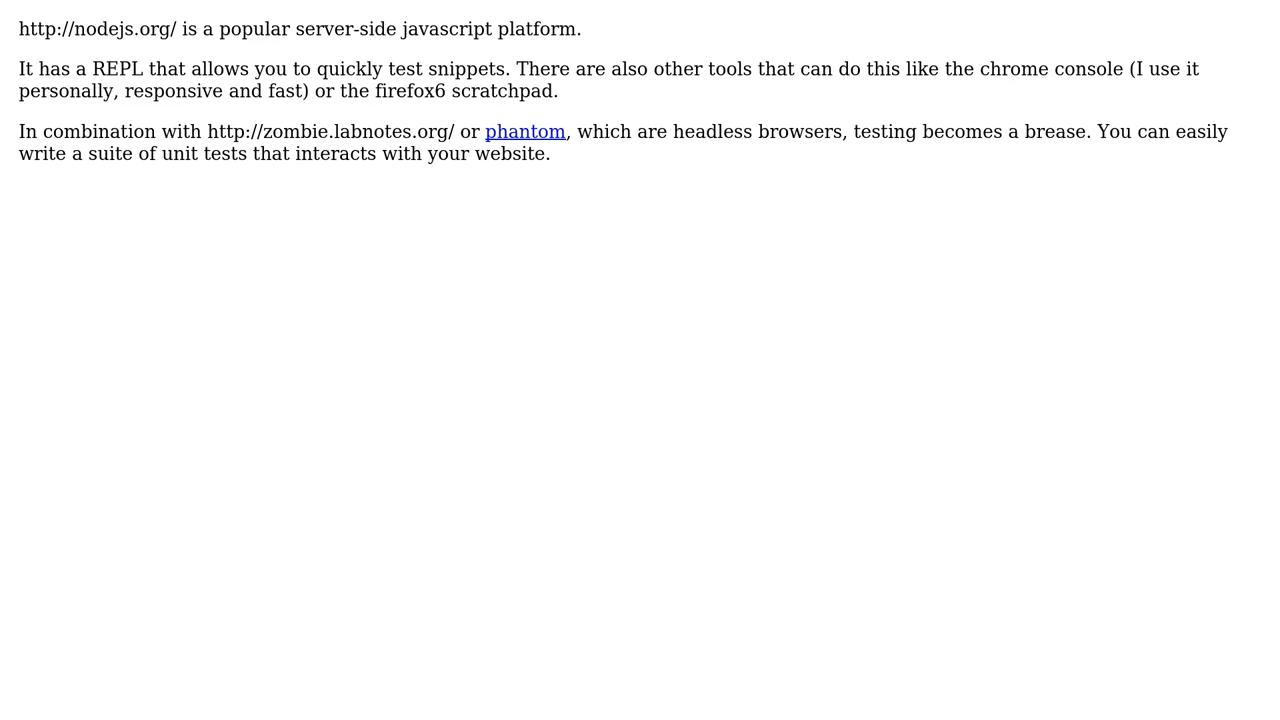 http://nodejs.org/ is a popular server-side javascript platform.
It has a REPL that allows you to quickly test snippets. There are also other tools that can do this like the chrome console (I use it
personally, responsive and fast) or the firefox6 scratchpad.
In combination with http://zombie.labnotes.org/ or phantom, which are headless browsers, testing becomes a brease. You can easily
write a suite of unit tests that interacts with your website.